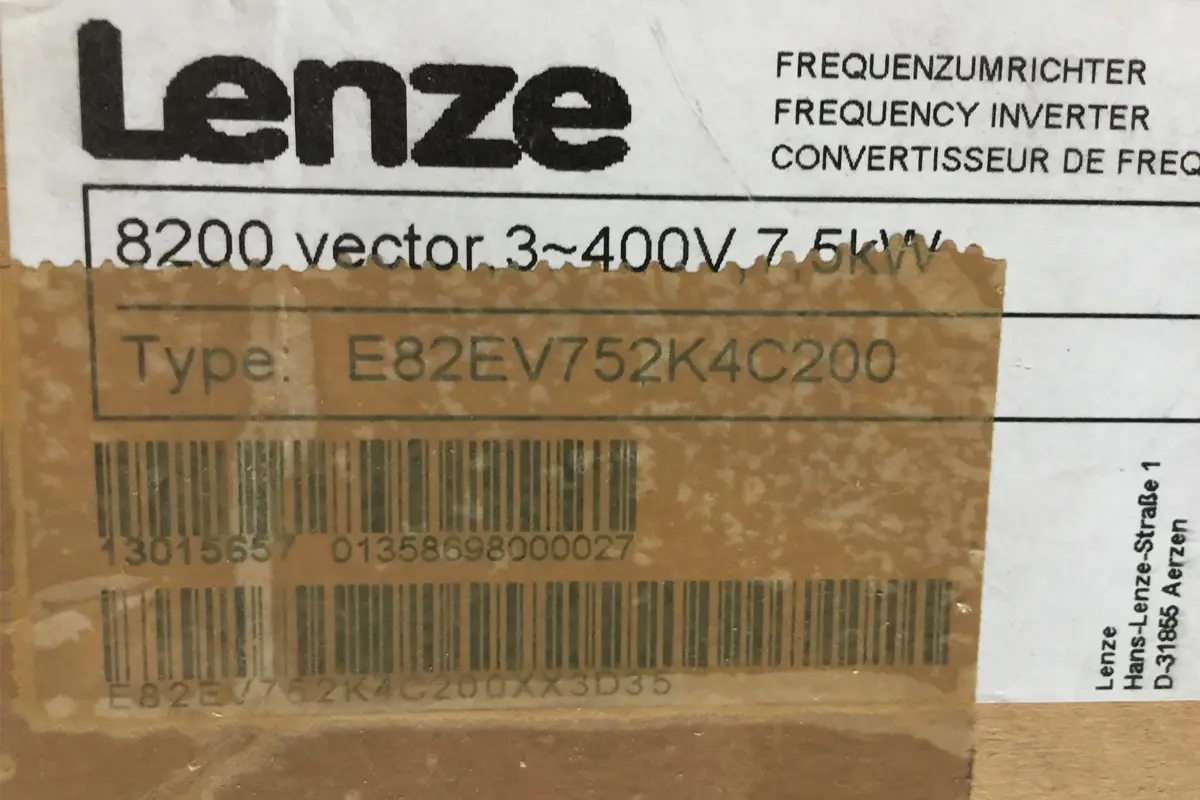 Lenze
FREQUENZUMRICHTER
FREQUENCY INVERTER
CONVERTISSEUR DE FREQ
8200 vector, 3~400V, 7,5kW
Type: E82EV752K4C200
13015657 01358698000027
E82EV752K4C200XX3D35
Lenze
Hans-Lenze-Straße 1
D-31855 Aerzen